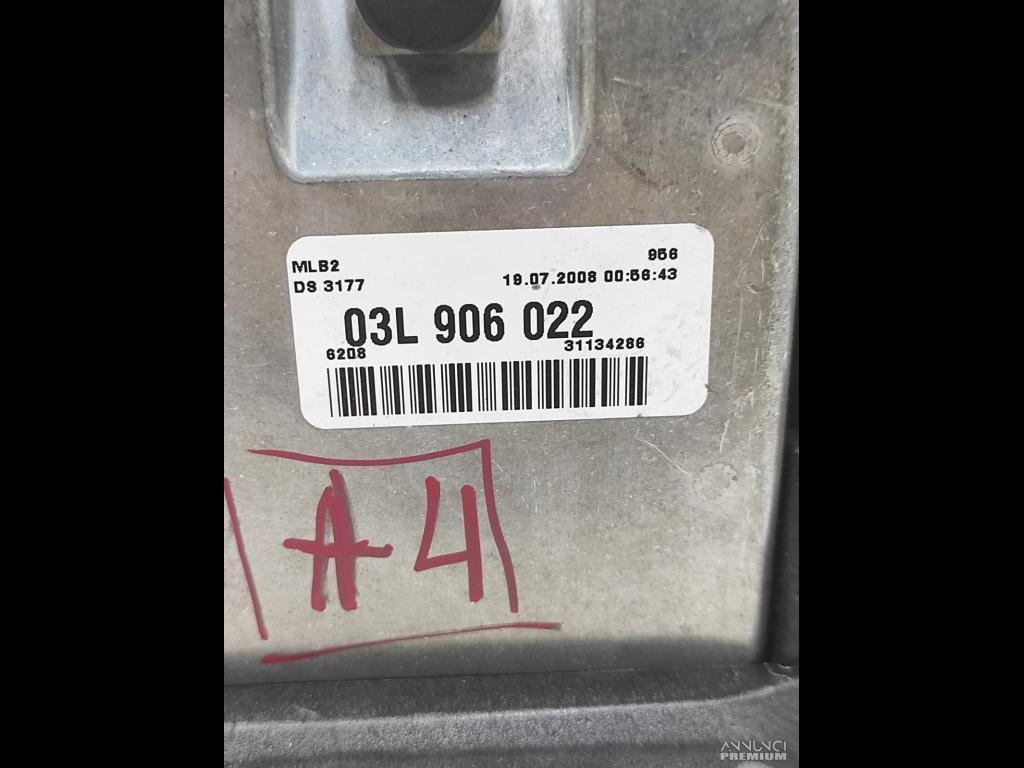 MLB2
956
DS 3177
19.07.2008 00:56:43
03L 906 022
6208
31134286
A4
ANNUNCI
PREMIUM